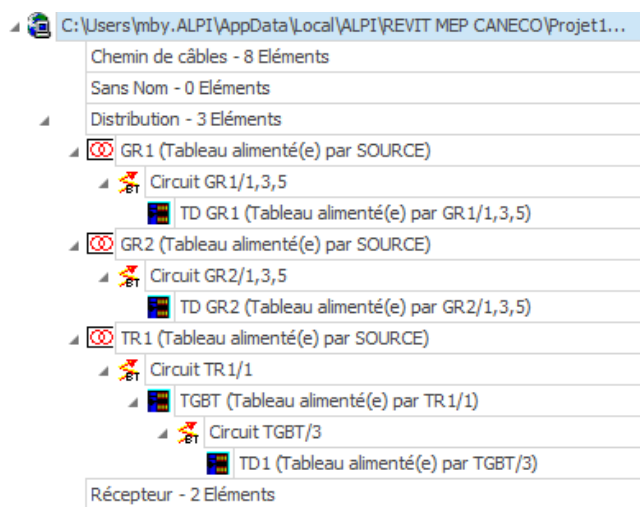 C:\Users\mby.ALPI\AppData\Local\ALPI\REVIT MEP CANECO\Projet1...
Chemin de câbles - 8 Eléments
Sans Nom - 0 Eléments
Distribution - 3 Eléments
GR1 (Tableau alimenté(e) par SOURCE)
BT Circuit GR1/1,3,5
TD GR1 (Tableau alimenté(e) par GR1/1,3,5)
GR2 (Tableau alimenté(e) par SOURCE)
BT Circuit GR2/1,3,5
TD GR2 (Tableau alimenté(e) par GR2/1,3,5)
TR1 (Tableau alimenté(e) par SOURCE)
BT Circuit TR1/1
TGBT (Tableau alimenté(e) par TR1/1)
BT Circuit TGBT/3
TD1 (Tableau alimenté(e) par TGBT/3)
Récepteur - 2 Eléments